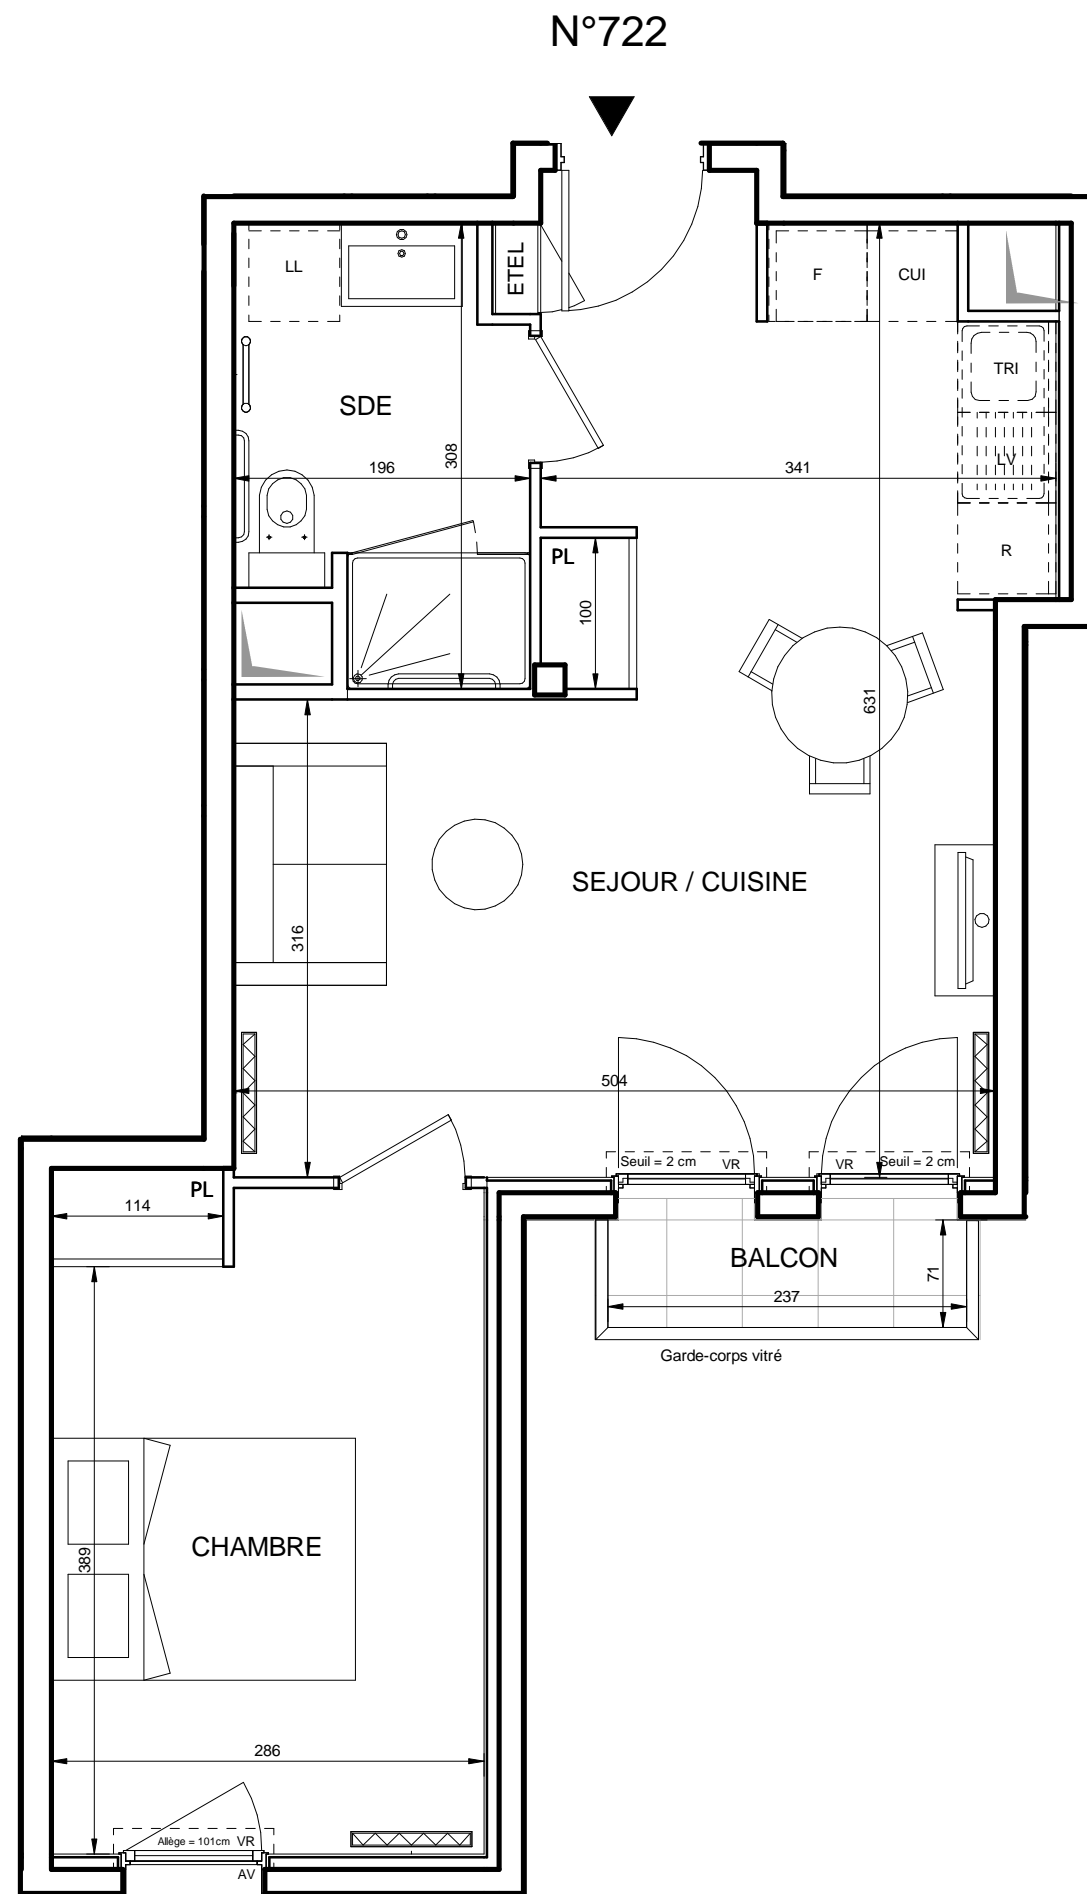 N°722
LL
ETEL
F
CUI
TRI
SDE
LV
196
308
341
R
PL
100
631
SEJOUR / CUISINE
316
504
Seuil = 2 cm
VR
VR
Seuil = 2 cm
PL
114
BALCON
71
237
Garde-corps vitré
CHAMBRE
389
286
Allège = 101cm
VR
AV